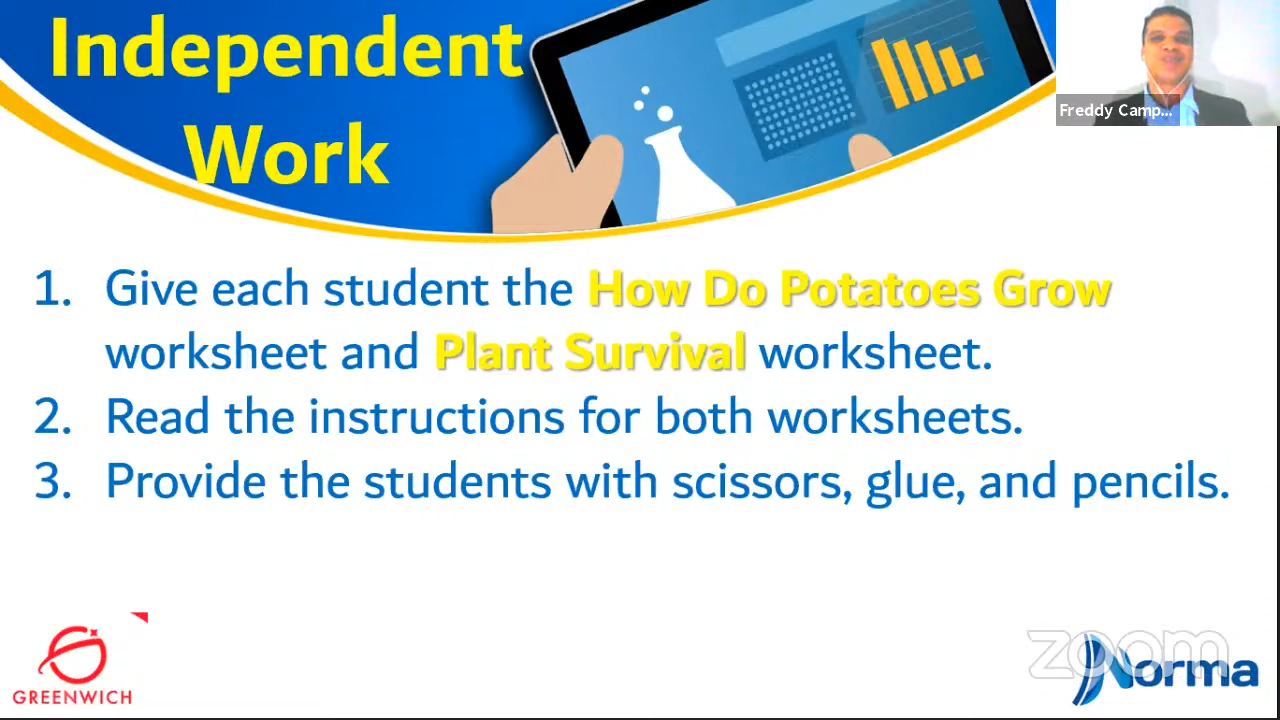 Independent
Work
Freddy Camp...
1. Give each student the How Do Potatoes Grow
worksheet and Plant Survival worksheet.
2. Read the instructions for both worksheets.
3. Provide the students with scissors, glue, and pencils.
GREENWICH
zoom
Norma